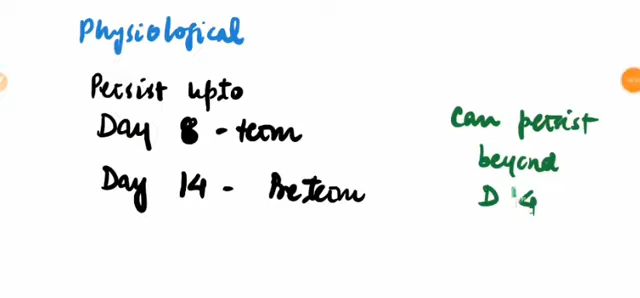 Physiological
Persist upto
Day 8 - term
Day 14 - Preterm
can persist
beyond
D 14